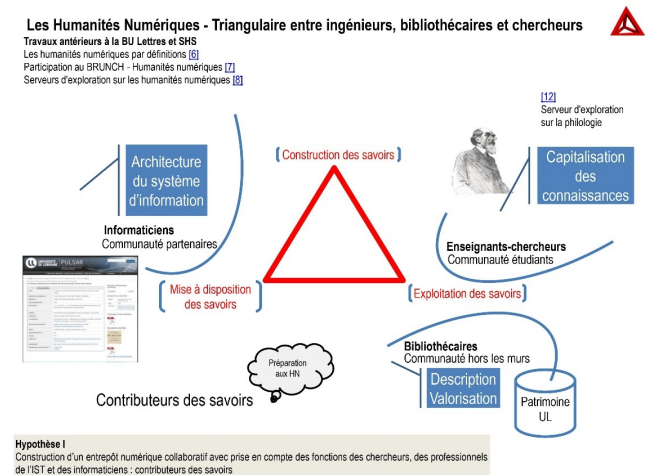 Les Humanités Numériques - Triangulaire entre ingénieurs, bibliothécaires et chercheurs
Travaux antérieurs à la BU Lettres et SHS
Les humanités numériques par définitions [6]
Participation au BRUNCH - Humanités numériques [7]
Serveurs d'exploration sur les humanités numériques [8]
[12]
Serveur d'exploration
sur la philologie
Construction des savoirs
Architecture
du système
d'information
Capitalisation
des
connaissances
Informaticiens
Communauté partenaires
Enseignants-chercheurs
Communauté étudiants
PULSAR
Mise à disposition
des savoirs
Exploitation des savoirs
Bibliothécaires
Communauté hors les murs
Préparation
aux HN
Description
Valorisation
Patrimoine
UL
Contributeurs des savoirs
Hypothèse I
Construction d'un entrepôt numérique collaboratif avec prise en compte des fonctions des chercheurs, des professionnels
de l'IST et des informaticiens : contributeurs des savoirs